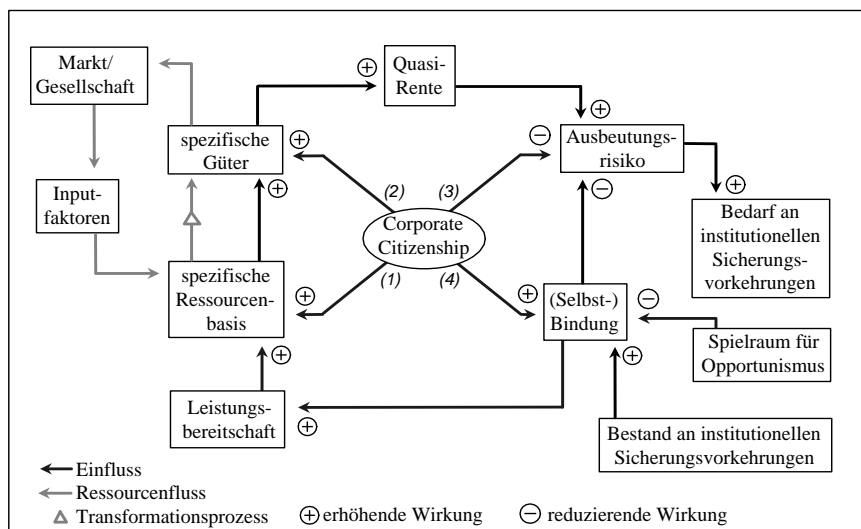 Markt/
Gesellschaft
Quasi-
Rente
spezifische
Güter
Ausbeutungs-
risiko
Input-
faktoren
(2)
(3)
Corporate
Citizenship
(1)
(4)
Bedarf an
institutionellen
Sicherungs-
vorkehrungen
spezifische
Ressourcen-
basis
(Selbst-)
Bindung
Spielraum für
Opportunismus
Leistungs-
bereitschaft
Bestand an institutionellen
Sicherungsvorkehrungen
Einfluss
Ressourcenfluss
Transformationsprozess
erhöhende Wirkung
reduzierende Wirkung